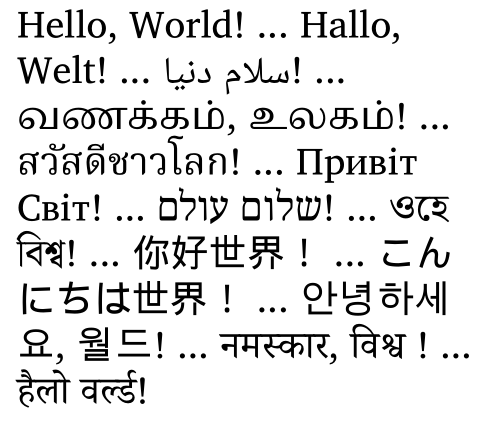 Hello, World! ... Hallo,
Welt! ... سلام دنیا! ...
வணக்கம், உலகம்! ...
สวัสดีชาวโลก! ... Привіт
Світ! ... שלום עולם! ... ওহে
বিশ্ব! ... 你好世界！ ... こん
にちは世界！ ... 안녕하세
요, 월드! ... नमस्कार, विश्व ! ...
हैलो वर्ल्ड!